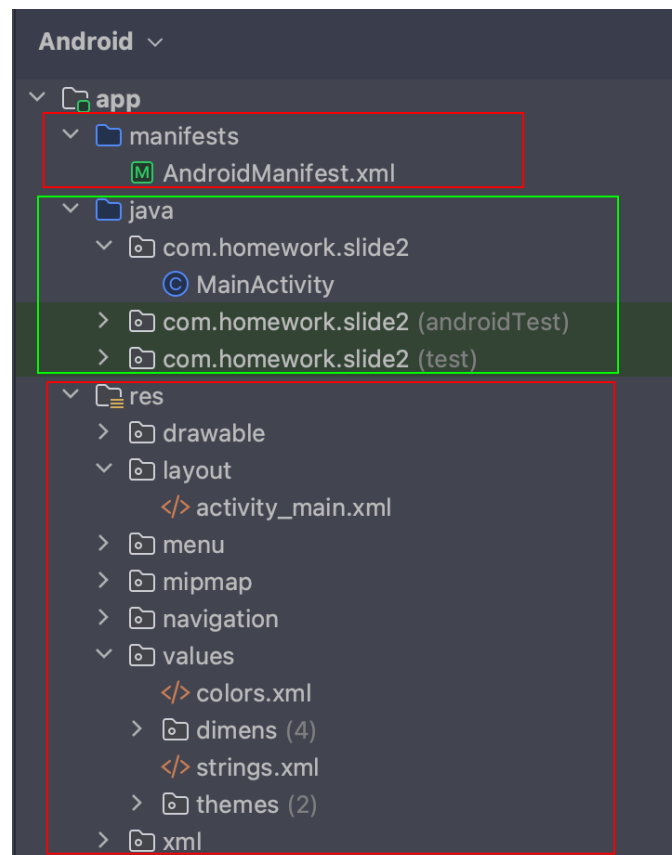 Android
app
manifests
AndroidManifest.xml
java
com.homework.slide2
MainActivity
com.homework.slide2 (androidTest)
com.homework.slide2 (test)
res
drawable
layout
activity_main.xml
menu
mipmap
navigation
values
colors.xml
dimens (4)
strings.xml
themes (2)
xml